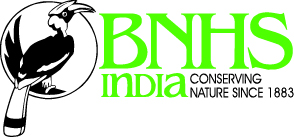 BNHS
INDIA CONSERVING
NATURE SINCE 1883